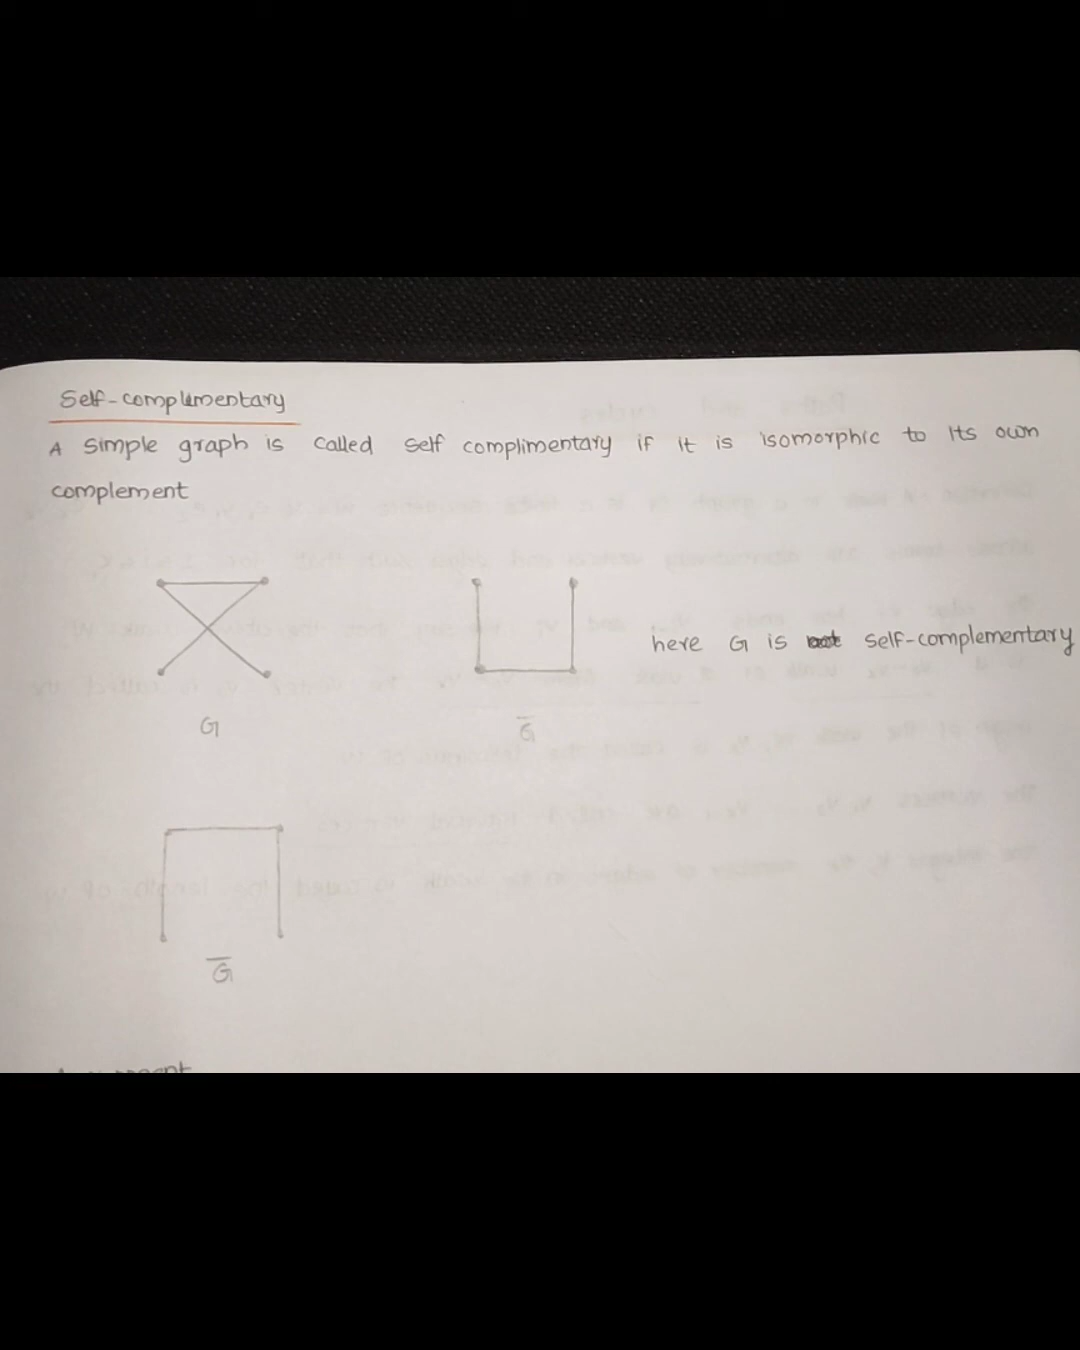 Self-complementary
A simple graph is called self complimentary if it is isomorphic to its own
complement
here G is self-complementary
G
G̅
G̅